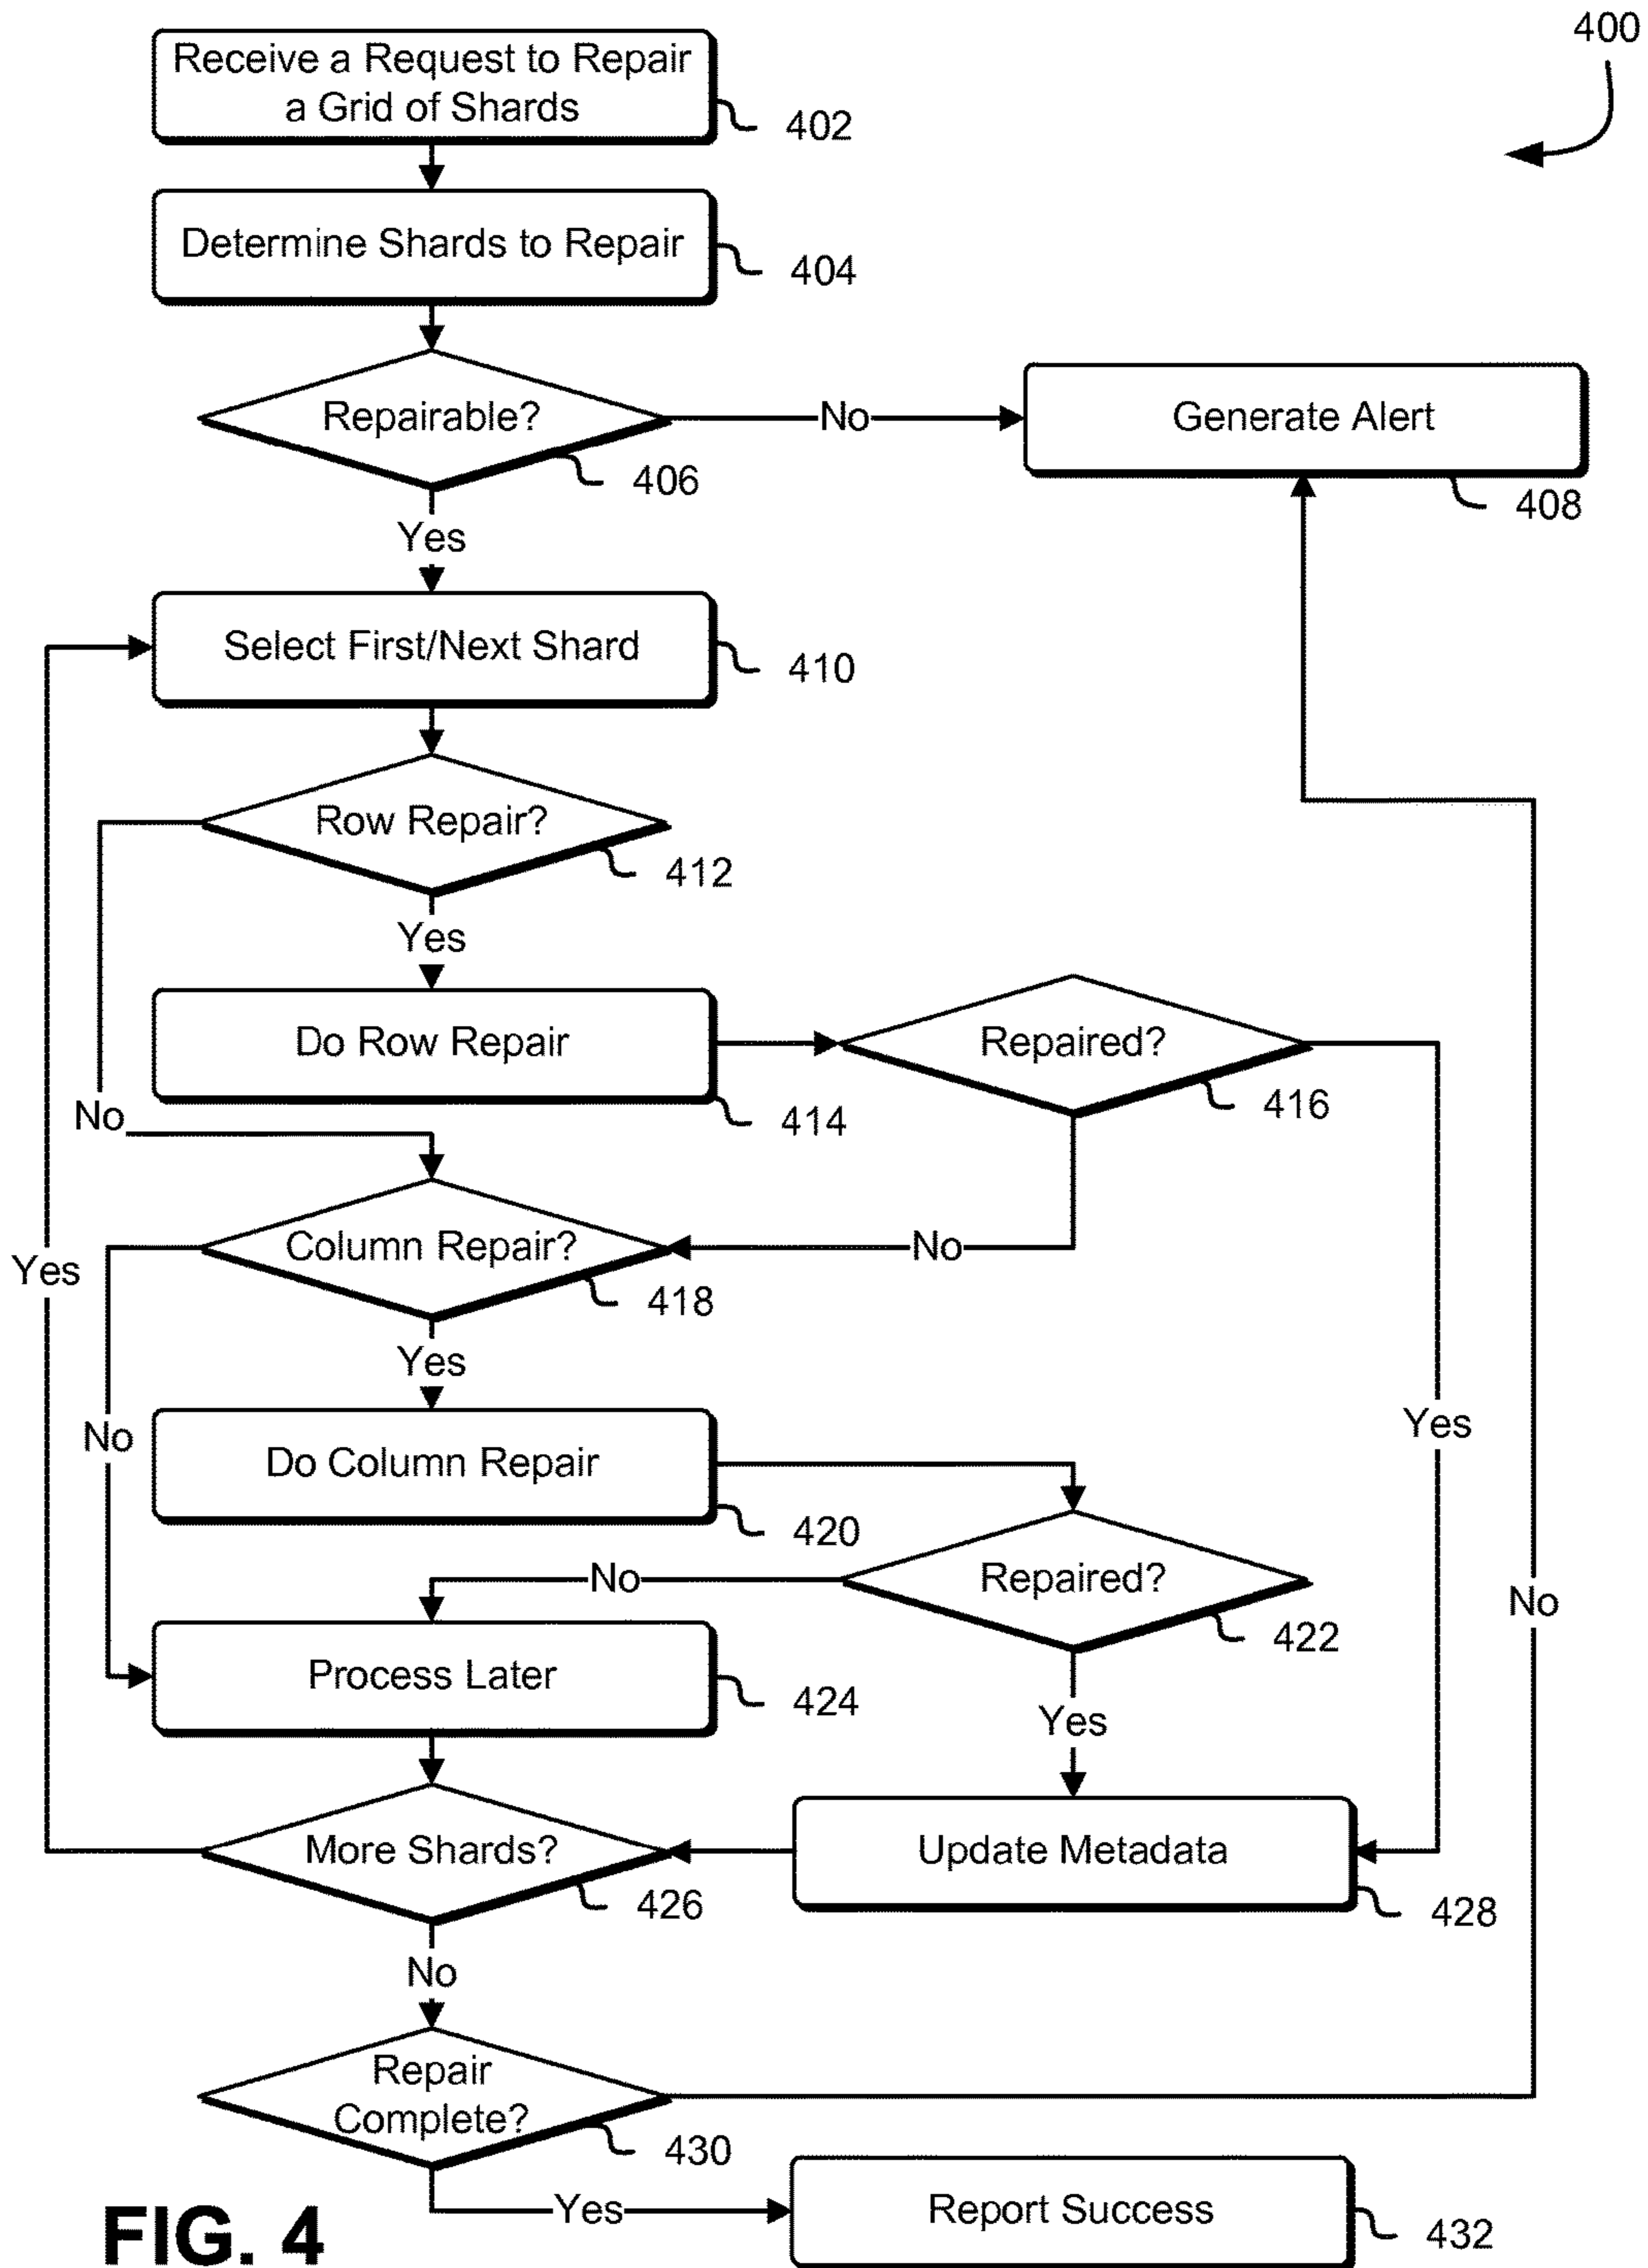 400
Receive a Request to Repair
a Grid of Shards
402
Determine Shards to Repair
404
Repairable?
No
Generate Alert
406
408
Yes
Select First/Next Shard
410
Row Repair?
412
Yes
Do Row Repair
Repaired?
414
416
No
Column Repair?
No
418
Yes
Yes
No
Yes
Do Column Repair
420
No
Repaired?
No
422
Process Later
424
Yes
More Shards?
Update Metadata
426
428
No
Repair
Complete?
430
Yes
Report Success
432
FIG. 4